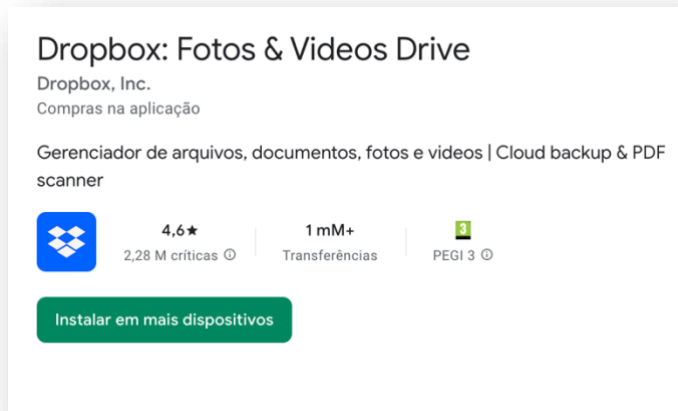 Dropbox: Fotos & Videos Drive
Dropbox, Inc.
Compras na aplicação
Gerenciador de arquivos, documentos, fotos e videos | Cloud backup & PDF
scanner
4,6★
2,28 M críticas
1 mM+
Transferências
3
PEGI 3
Instalar em mais dispositivos